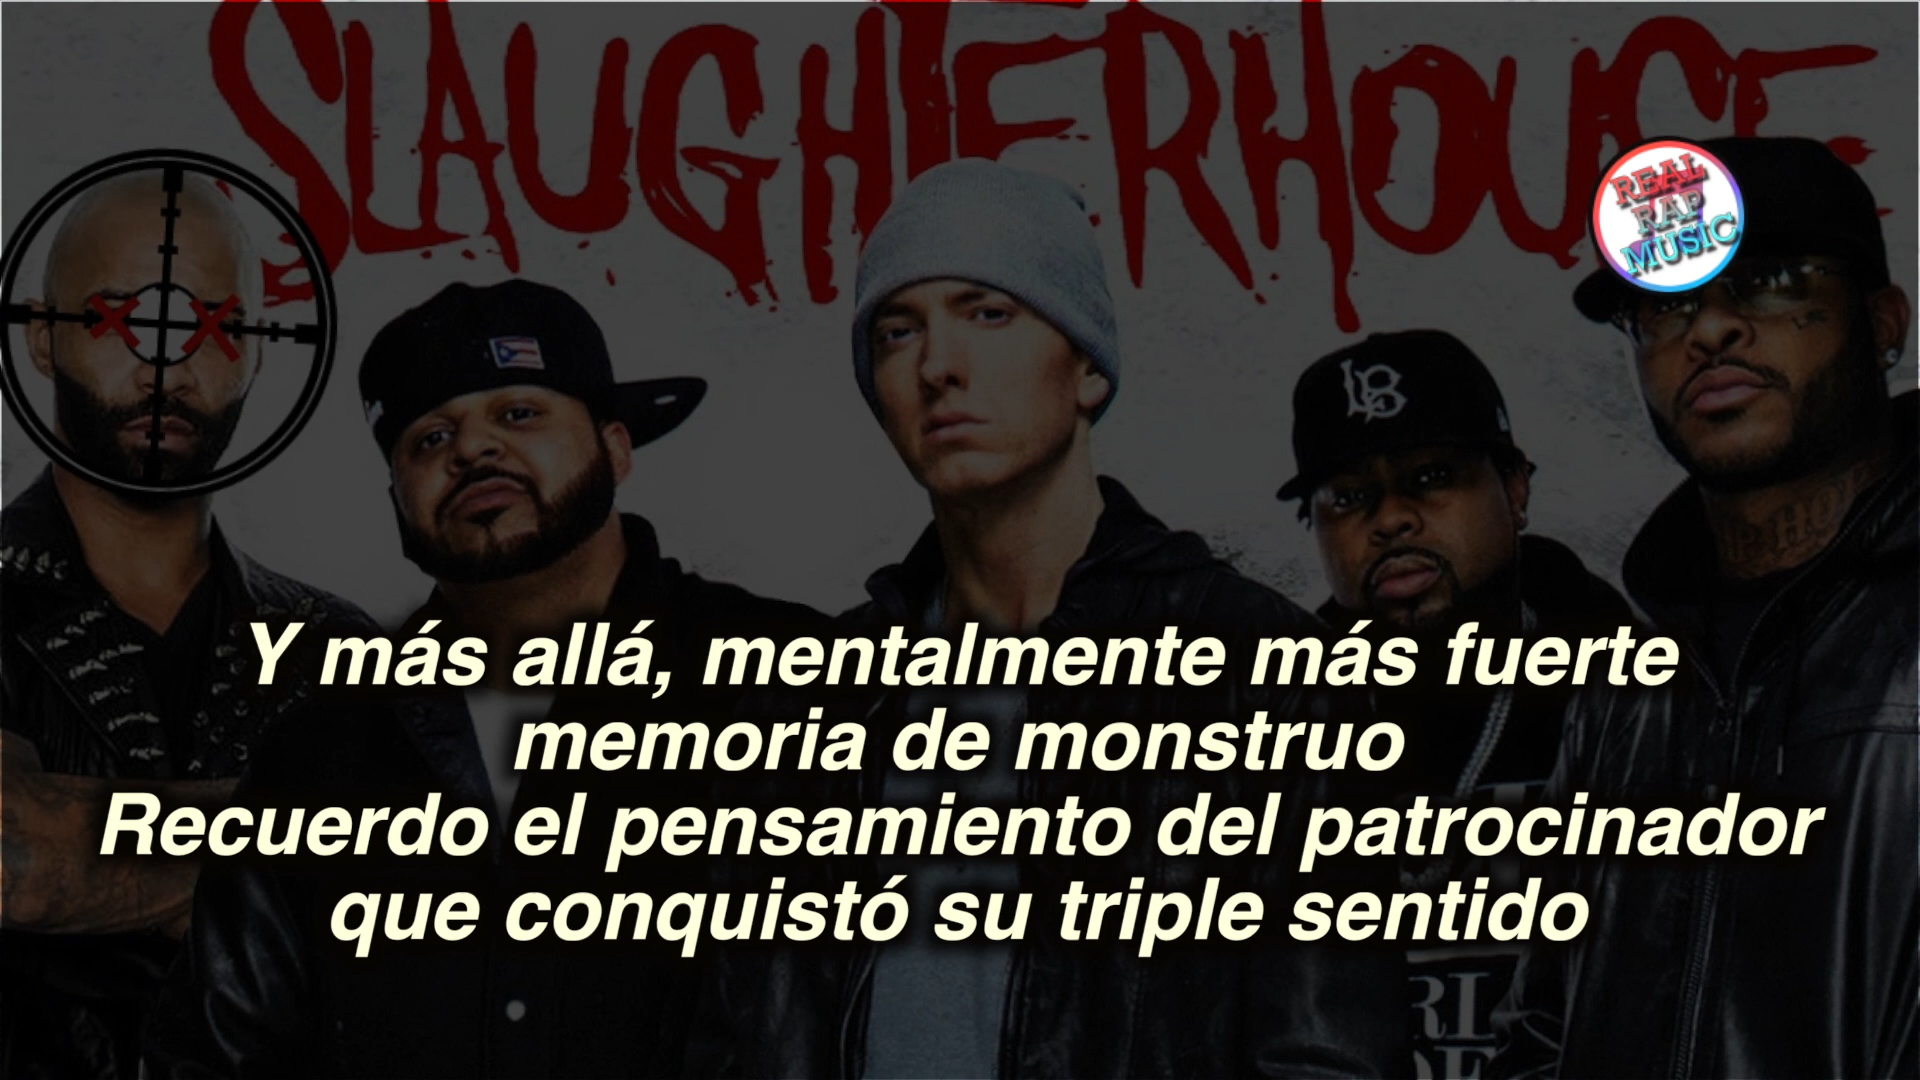 SLAUGHTERHOUSE
REAL
RAP
MUSIC
LB
Y más allá, mentalmente más fuerte
memoria de monstruo
Recuerdo el pensamiento del patrocinador
que conquistó su triple sentido